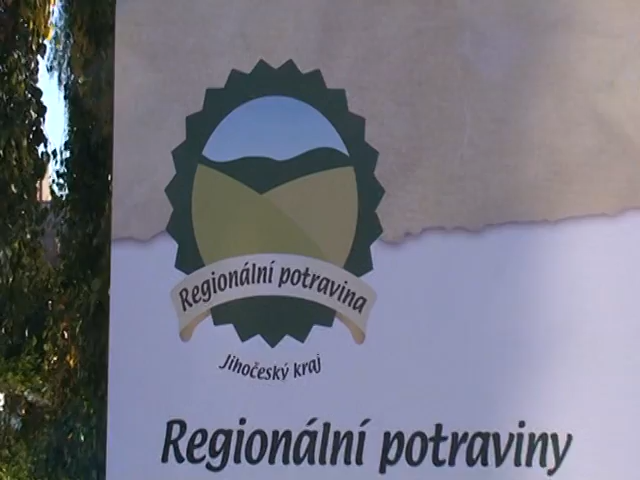 Regionální potravina
Jihočeský kraj
Regionální potraviny